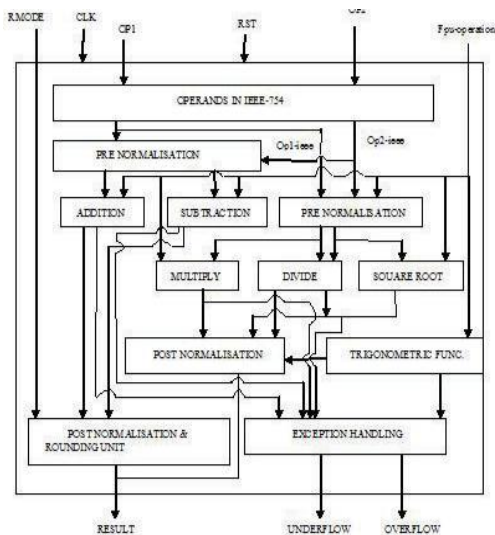 RMODE
CLK
OP1
RST
OP2
Fpu-operation
OPERANDS IN IEEE-754
Op1-ieee
Op2-ieee
PRE NORMALISATION
ADDITION
SUBTRACTION
PRE NORMALISATION
MULTIPLY
DIVIDE
SQUARE ROOT
POST NORMALISATION
TRIGONOMETRIC FUNC.
POST NORMALISATION &
ROUNDING UNIT
EXCEPTION HANDLING
RESULT
UNDERFLOW
OVERFLOW